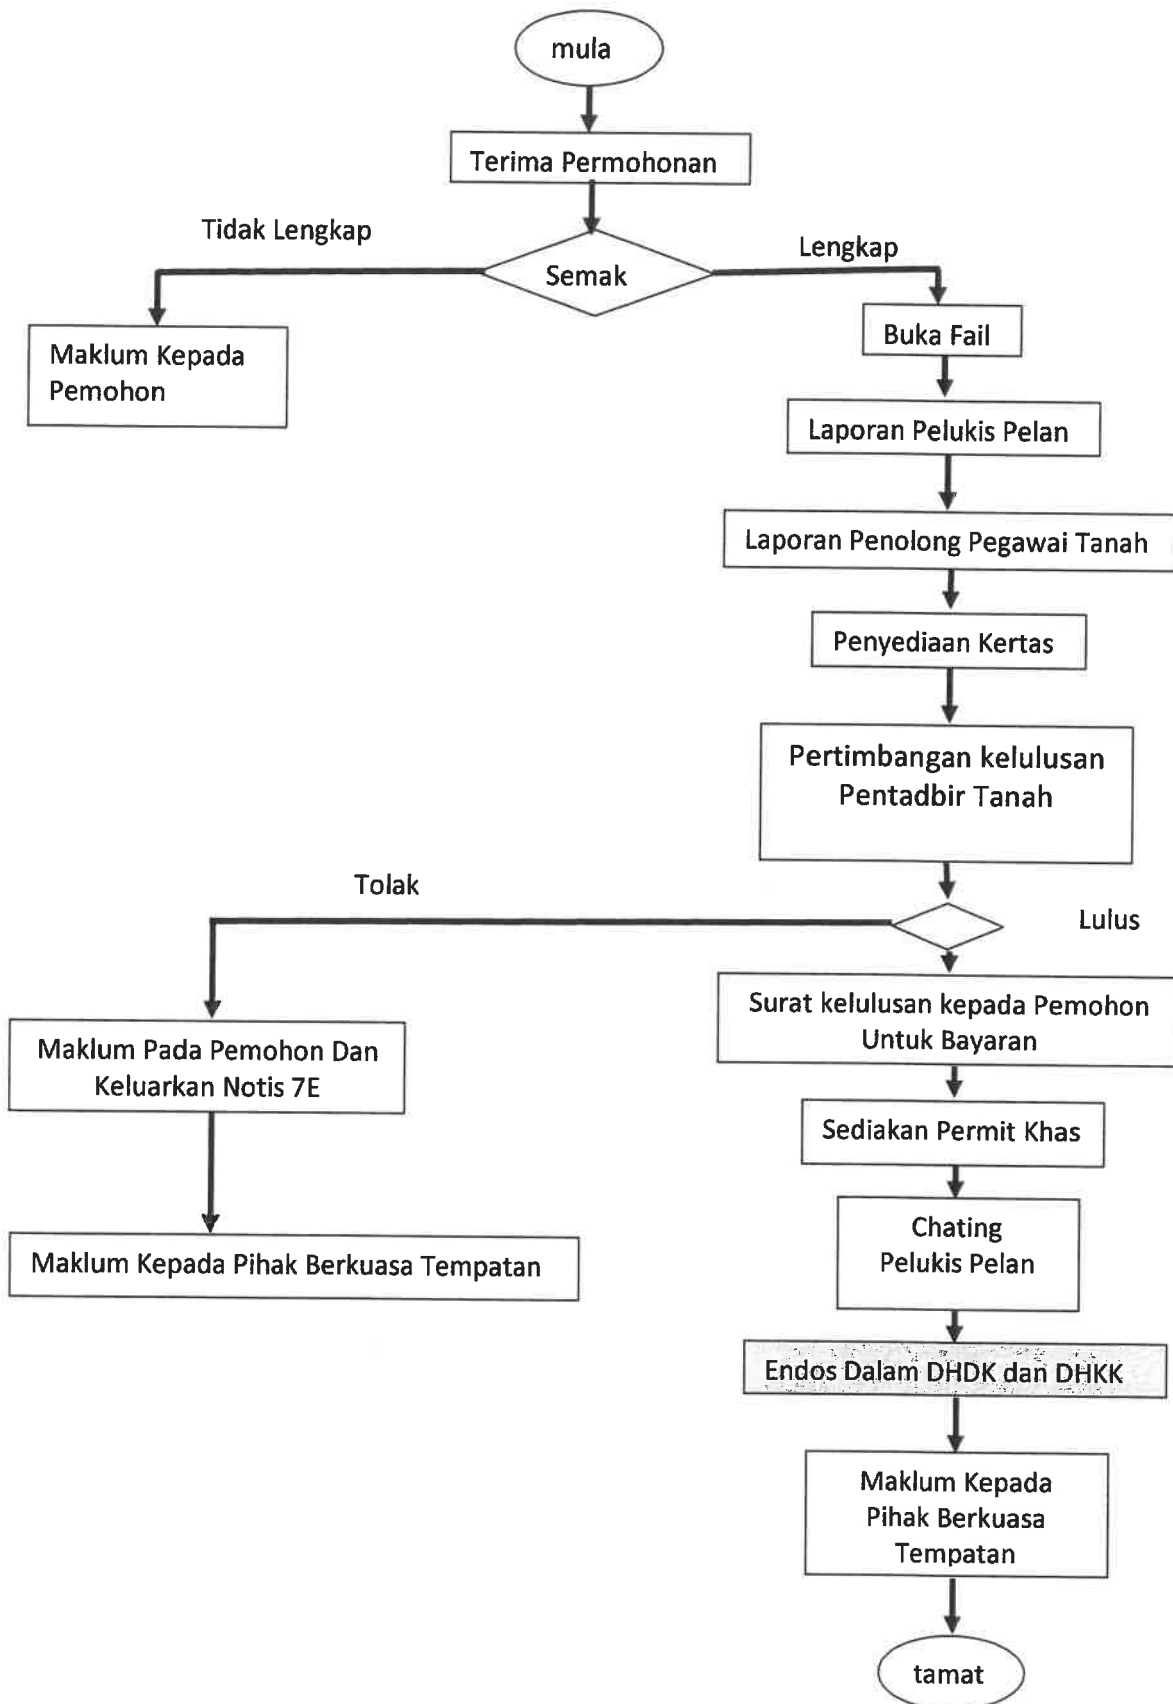 mula
Terima Permohonan
Tidak Lengkap
Lengkap
Semak
Maklum Kepada
Pemohon
Buka Fail
Laporan Pelukis Pelan
Laporan Penolong Pegawai Tanah
Penyediaan Kertas
Pertimbangan kelulusan
Pentadbir Tanah
Tolak
Lulus
Surat kelulusan kepada Pemohon
Untuk Bayaran
Maklum Pada Pemohon Dan
Keluarkan Notis 7E
Sediakan Permit Khas
Maklum Kepada Pihak Berkuasa Tempatan
Chating
Pelukis Pelan
Endos Dalam DHDK dan DHKK
Maklum Kepada
Pihak Berkuasa
Tempatan
tamat